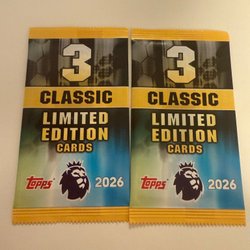 3
CLASSIC
LIMITED
EDITION
CARDS
Topps 2026
3
CLASSIC
LIMITED
EDITION
CARDS
Topps 2026